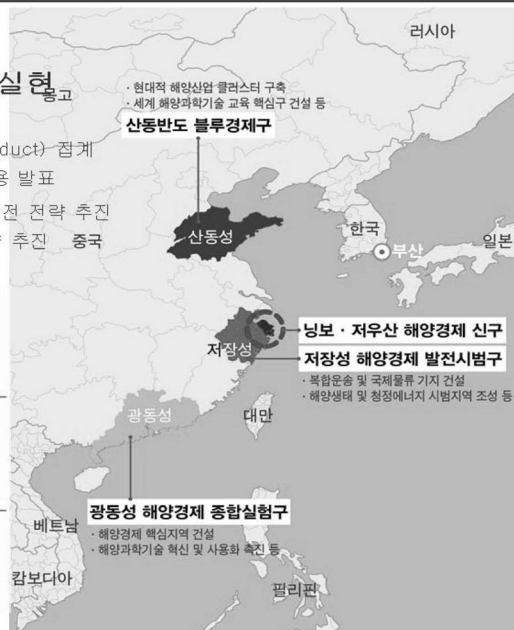 러시아
실현
몽고
· 현대적 해양산업 클러스터 구축
· 세계 해양과학기술 교육 핵심구 건설 등
산동반도 블루경제구
duct) 집계
용 발표
전 전략 추진
추진
중국
산동성
한국
부산
일본
닝보 · 저우산 해양경제 신구
저장성
저장성 해양경제 발전시범구
· 복합운송 및 국제물류 기지 건설
· 해양생태 및 청정에너지 시범지역 조성 등
광동성
대만
광동성 해양경제 종합실험구
· 해양경제 핵심지역 건설
· 해양과학기술 혁신 및 사용화 촉진 등
베트남
캄보디아
필리핀